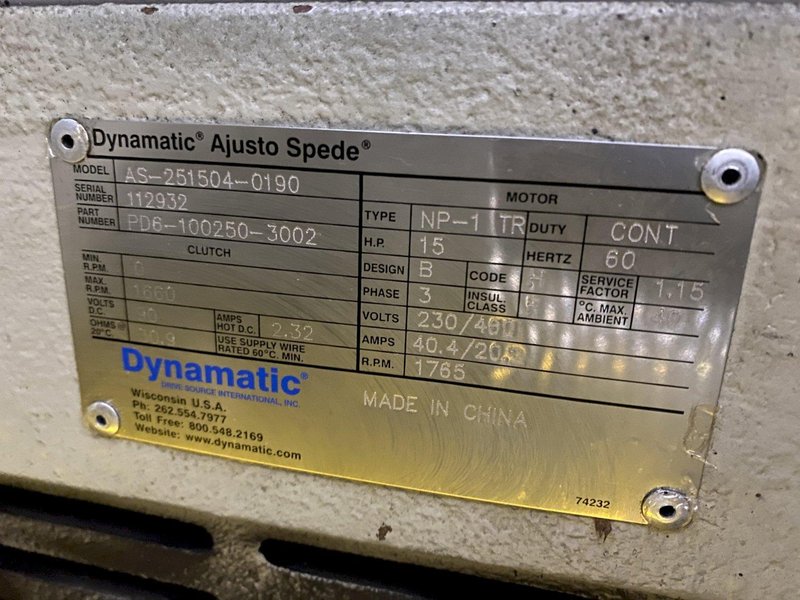 Dynamatic® Ajusto Spede®
MODEL AS-251504-0190
SERIAL NUMBER 112932
PART NUMBER PD6-100250-3002
CLUTCH
MIN. R.P.M. 0
MAX. R.P.M. 1660
VOLTS D.C.
OHMS @ 20°C.
AMPS HOT D.C. 2.32
USE SUPPLY WIRE
RATED 60°C. MIN.
MOTOR
TYPE NP-1 TR DUTY CONT
H.P. 15 HERTZ 60
DESIGN B CODE H SERVICE FACTOR 1.15
PHASE 3 INSUL. CLASS °C. MAX. AMBIENT
VOLTS 230/460
AMPS 40.4/20.
R.P.M. 1765
MADE IN CHINA
Dynamatic®
DRIVE SOURCE INTERNATIONAL, INC.
Wisconsin U.S.A.
Ph: 262.554.7977
Toll Free: 800.548.2169
Website: www.dynamatic.com
74232